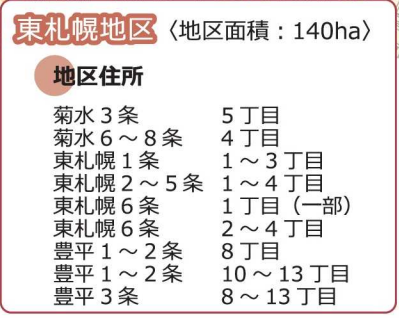 東札幌地区〈地区面積：140ha〉
地区住所
菊水３条 ５丁目
菊水６～８条 ４丁目
東札幌１条 １～３丁目
東札幌２～５条 １～４丁目
東札幌６条 １丁目（一部）
東札幌６条 ２～４丁目
豊平１～２条 ８丁目
豊平１～２条 10～13丁目
豊平３条 ８～13丁目